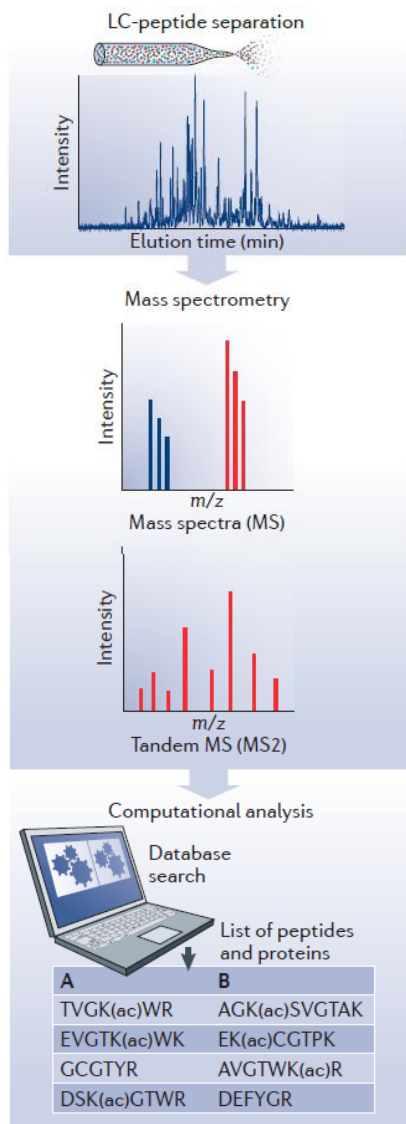 LC-peptide separation
Intensity
Elution time (min)
Mass spectrometry
Intensity
m/z
Mass spectra (MS)
Intensity
m/z
Tandem MS (MS2)
Computational analysis
Database
search
List of peptides
and proteins
A B
TVGK(ac)WR AGK(ac)SVGTAK
EVGTK(ac)WK EK(ac)CGTPK
GCGTYR AVGTWK(ac)R
DSK(ac)GTWR DEFYGR